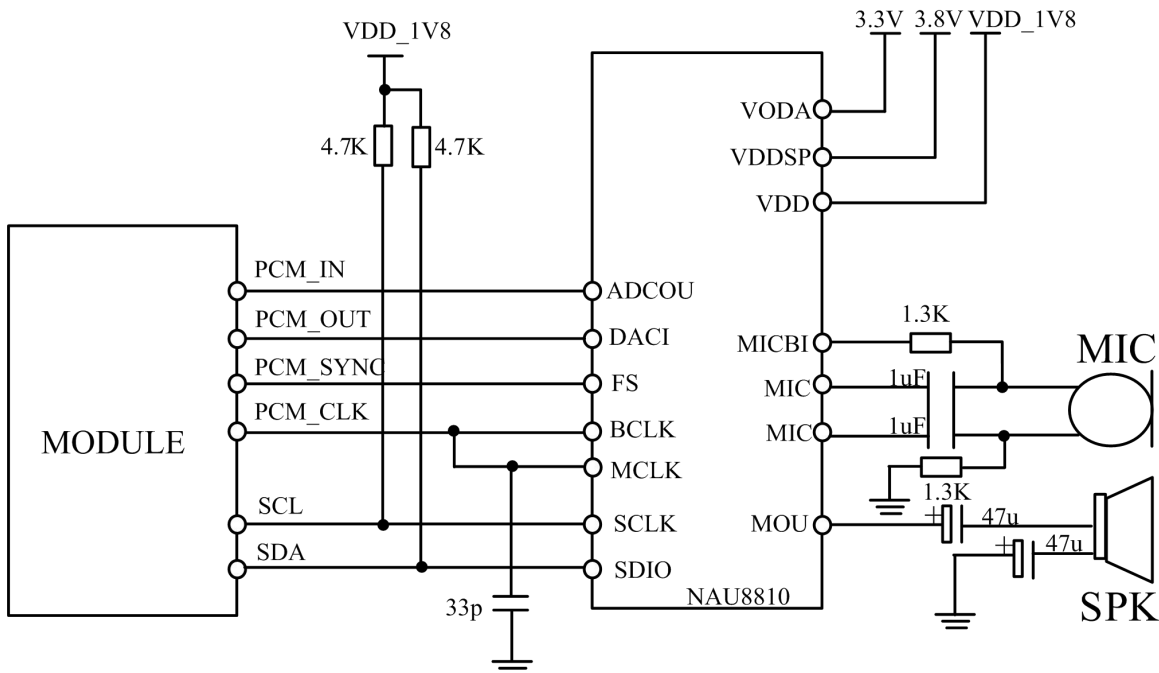 3.3V 3.8V VDD_1V8
VDD_1V8
VODA
4.7K 4.7K
VDDSP
VDD
PCM_IN
ADCOU
PCM_OUT
DACI
1.3K
MICBI
MIC
PCM_SYNC
FS
MIC
1uF
PCM_CLK
BCLK
MIC
1uF
MODULE
MCLK
1.3K
SCL
SCLK
MOU
+
47u
SDA
SDIO
+
47u
33p
NAU8810
SPK